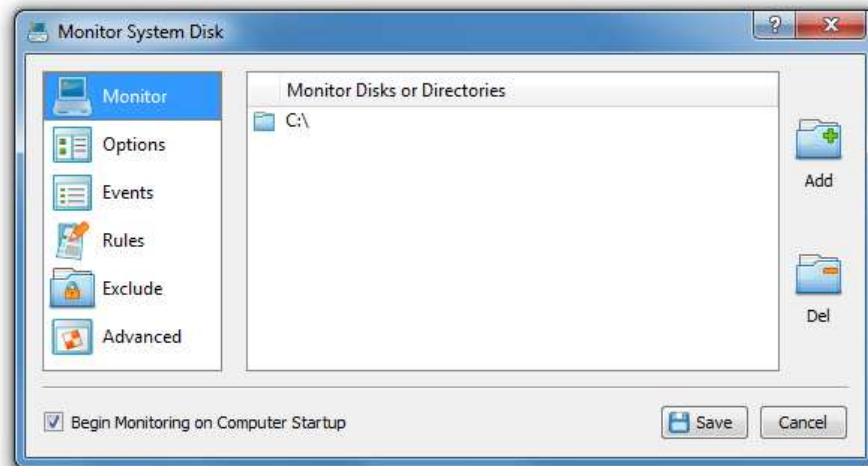 Monitor System Disk
Monitor
Options
Events
Rules
Exclude
Advanced
Monitor Disks or Directories
C:\
Add
Del
Begin Monitoring on Computer Startup
Save
Cancel